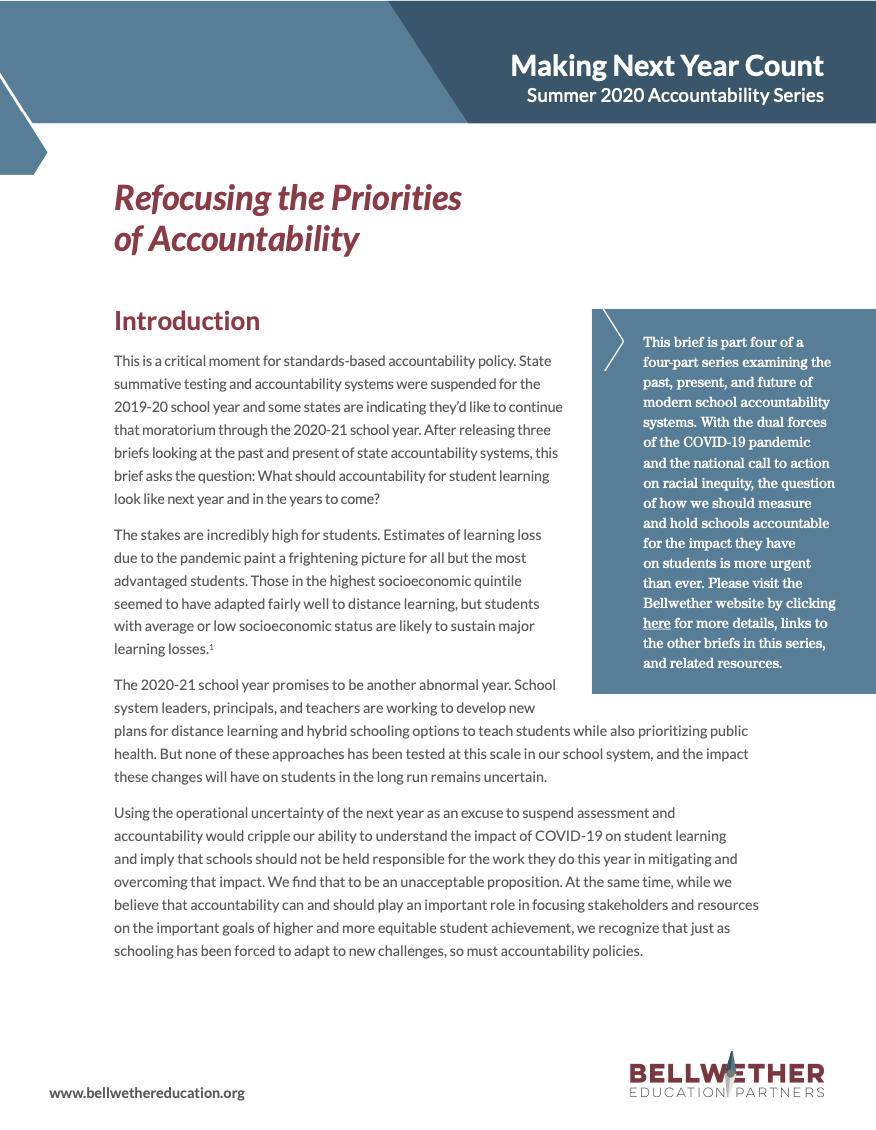 Making Next Year Count
Summer 2020 Accountability Series
Refocusing the Priorities
of Accountability
Introduction
This is a critical moment for standards-based accountability policy. State
summative testing and accountability systems were suspended for the
2019-20 school year and some states are indicating they’d like to continue
that moratorium through the 2020-21 school year. After releasing three
briefs looking at the past and present of state accountability systems, this
brief asks the question: What should accountability for student learning
look like next year and in the years to come?
The stakes are incredibly high for students. Estimates of learning loss
due to the pandemic paint a frightening picture for all but the most
advantaged students. Those in the highest socioeconomic quintile
seemed to have adapted fairly well to distance learning, but students
with average or low socioeconomic status are likely to sustain major
learning losses.¹
The 2020-21 school year promises to be another abnormal year. School
system leaders, principals, and teachers are working to develop new
plans for distance learning and hybrid schooling options to teach students while also prioritizing public
health. But none of these approaches has been tested at this scale in our school system, and the impact
these changes will have on students in the long run remains uncertain.
Using the operational uncertainty of the next year as an excuse to suspend assessment and
accountability would cripple our ability to understand the impact of COVID-19 on student learning
and imply that schools should not be held responsible for the work they do this year in mitigating and
overcoming that impact. We find that to be an unacceptable proposition. At the same time, while we
believe that accountability can and should play an important role in focusing stakeholders and resources
on the important goals of higher and more equitable student achievement, we recognize that just as
schooling has been forced to adapt to new challenges, so must accountability policies.
This brief is part four of a
four-part series examining the
past, present, and future of
modern school accountability
systems. With the dual forces
of the COVID-19 pandemic
and the national call to action
on racial inequity, the question
of how we should measure
and hold schools accountable
for the impact they have
on students is more urgent
than ever. Please visit the
Bellwether website by clicking
here for more details, links to
the other briefs in this series,
and related resources.
www.bellwethereducation.org
BELLWETHER
EDUCATION PARTNERS